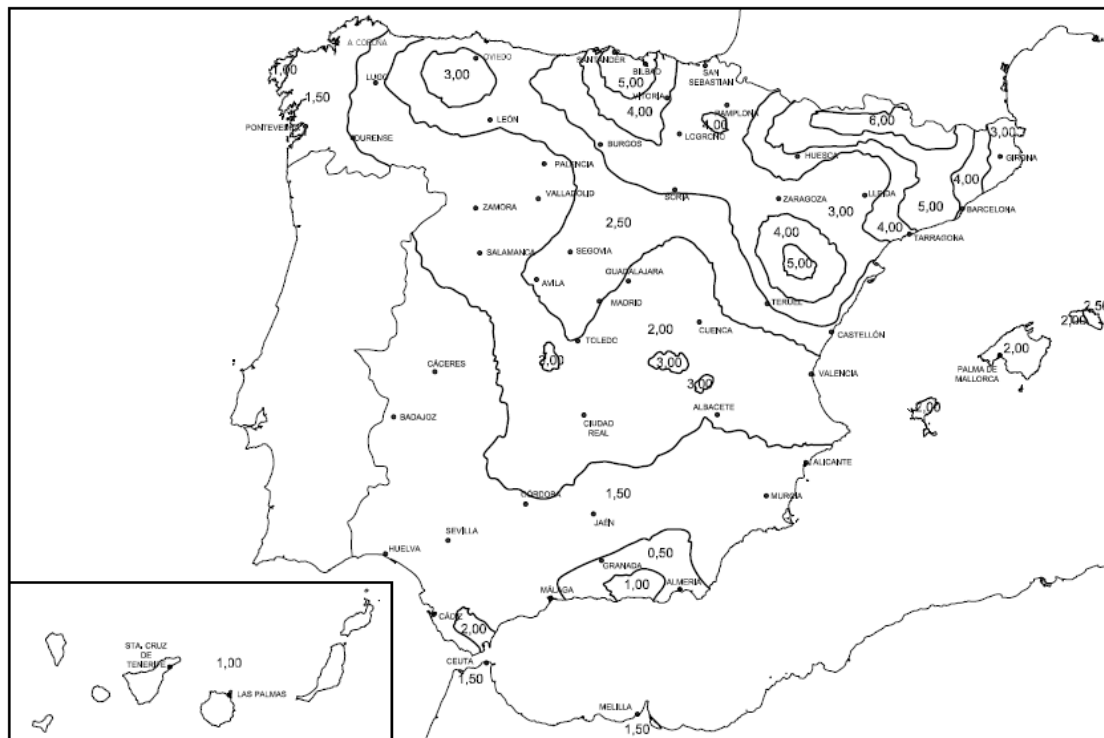 A CORUÑA
LUGO
OVIEDO
3,00
SANTANDER
BILBAO
5,00
VITORIA
4,00
SAN
SEBASTIAN
PAMPLONA
4,00
LOGROÑO
6,00
3,00
GIRONA
1,00
1,50
PONTEVEDRA
OURENSE
LEÓN
BURGOS
HUESCA
PALENCIA
4,00
VALLADOLID
ZAMORA
SORIA
ZARAGOZA
LLEIDA
3,00
5,00
BARCELONA
2,50
4,00
4,00
TARRAGONA
SALAMANCA
SEGOVIA
5,00
AVILA
GUADALAJARA
MADRID
TERUEL
2,00
CUENCA
CASTELLÓN
TOLEDO
2,00
3,00
3,00
VALENCIA
2,50
2,00
2,00
PALMA DE
MALLORCA
2,00
CÁCERES
BADAJOZ
CIUDAD
REAL
ALBACETE
ALICANTE
MURCIA
CÓRDOBA
1,50
JAÉN
SEVILLA
HUELVA
0,50
GRANADA
1,00
ALMERÍA
MÁLAGA
CÁDIZ
2,00
CEUTA
1,50
MELILLA
1,50
STA. CRUZ
DE
TENERIFE
1,00
LAS PALMAS